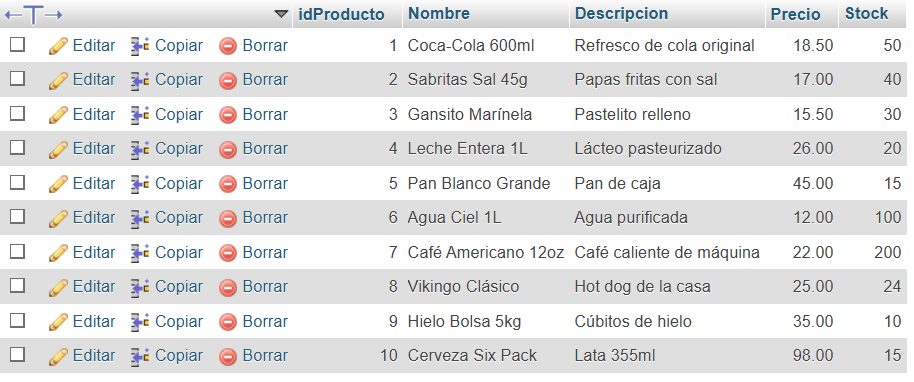 idProducto Nombre Descripcion Precio Stock
Editar Copiar Borrar 1 Coca-Cola 600ml Refresco de cola original 18.50 50
Editar Copiar Borrar 2 Sabritas Sal 45g Papas fritas con sal 17.00 40
Editar Copiar Borrar 3 Gansito Marínela Pastelito relleno 15.50 30
Editar Copiar Borrar 4 Leche Entera 1L Lácteo pasteurizado 26.00 20
Editar Copiar Borrar 5 Pan Blanco Grande Pan de caja 45.00 15
Editar Copiar Borrar 6 Agua Ciel 1L Agua purificada 12.00 100
Editar Copiar Borrar 7 Café Americano 12oz Café caliente de máquina 22.00 200
Editar Copiar Borrar 8 Vikingo Clásico Hot dog de la casa 25.00 24
Editar Copiar Borrar 9 Hielo Bolsa 5kg Cúbitos de hielo 35.00 10
Editar Copiar Borrar 10 Cerveza Six Pack Lata 355ml 98.00 15